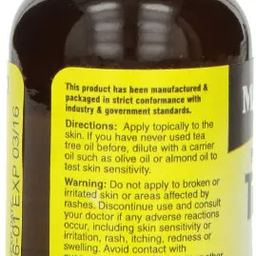 This product has been manufactured &
packaged in strict conformance with
industry & government standards.
Directions: Apply topically to the
skin. If you have never used tea
tree oil before, dilute with a carrier
oil such as olive oil or almond oil to
test skin sensitivity.
Warning: Do not apply to broken or
irritated skin or areas affected by
rashes. Discontinue use and consult
your doctor if any adverse reactions
occur, including skin sensitivity or
irritation, rash, itching, redness or
swelling. Avoid contact with
EXP 03/16